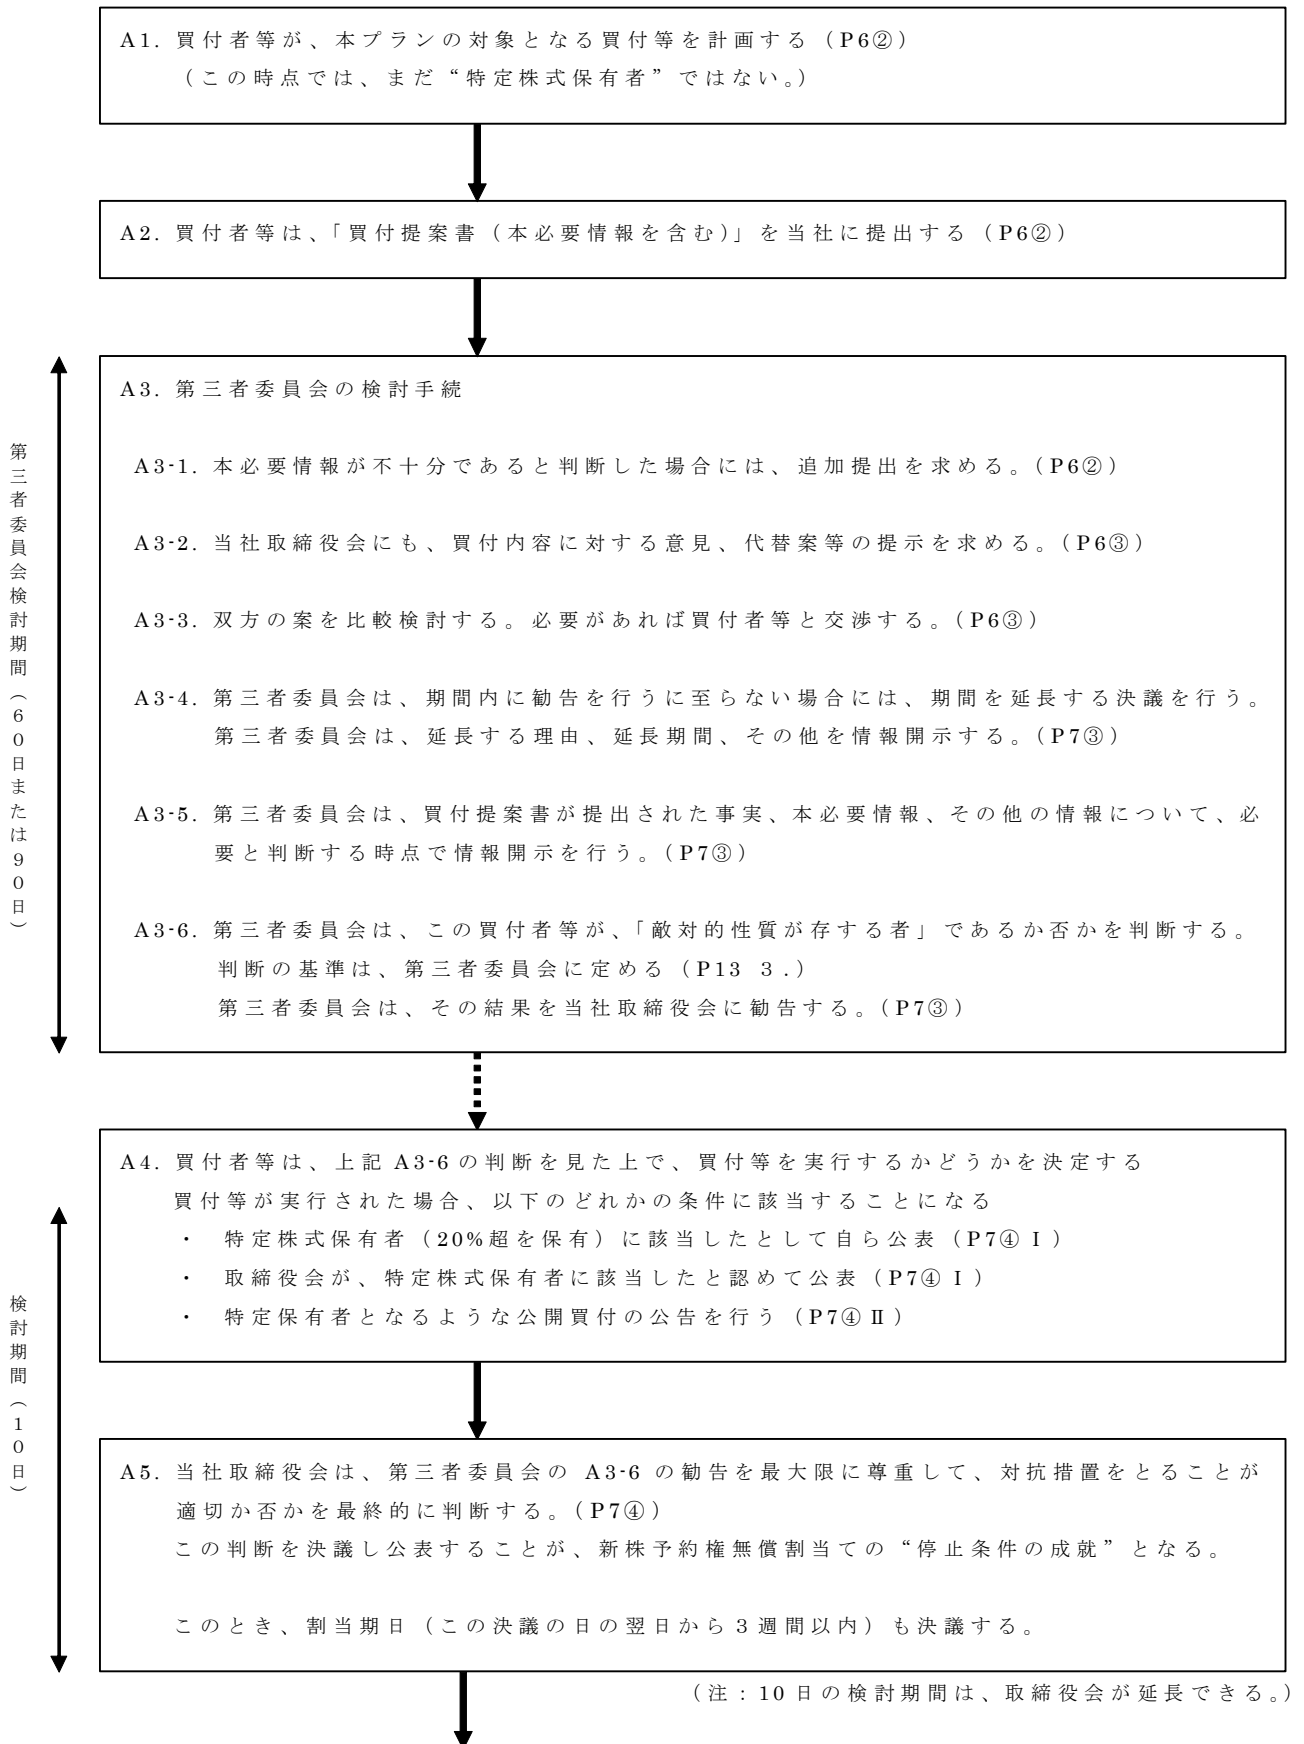 A1. 買付者等が、本プランの対象となる買付等を計画する（P6②）
（この時点では、まだ“特定株式保有者”ではない。）
A2. 買付者等は、「買付提案書（本必要情報を含む）」を当社に提出する（P6②）
第三者委員会検討期間（60日または90日）
A3. 第三者委員会の検討手続
A3-1. 本必要情報が不十分であると判断した場合には、追加提出を求める。（P6②）
A3-2. 当社取締役会にも、買付内容に対する意見、代替案等の提示を求める。（P6③）
A3-3. 双方の案を比較検討する。必要があれば買付者等と交渉する。（P6③）
A3-4. 第三者委員会は、期間内に勧告を行うに至らない場合には、期間を延長する決議を行う。
第三者委員会は、延長する理由、延長期間、その他を情報開示する。（P7③）
A3-5. 第三者委員会は、買付提案書が提出された事実、本必要情報、その他の情報について、必
要と判断する時点で情報開示を行う。（P7③）
A3-6. 第三者委員会は、この買付者等が、「敵対的性質が存する者」であるか否かを判断する。
判断の基準は、第三者委員会に定める（P13 3．）
第三者委員会は、その結果を当社取締役会に勧告する。（P7③）
検討期間（10日）
A4. 買付者等は、上記 A3-6 の判断を見た上で、買付等を実行するかどうかを決定する
買付等が実行された場合、以下のどれかの条件に該当することになる
・ 特定株式保有者（20%超を保有）に該当したとして自ら公表（P7④Ⅰ）
・ 取締役会が、特定株式保有者に該当したと認めて公表（P7④Ⅰ）
・ 特定保有者となるような公開買付の公告を行う（P7④Ⅱ）
A5. 当社取締役会は、第三者委員会の A3-6 の勧告を最大限に尊重して、対抗措置をとることが
適切か否かを最終的に判断する。（P7④）
この判断を決議し公表することが、新株予約権無償割当ての“停止条件の成就”となる。
このとき、割当期日（この決議の日の翌日から3週間以内）も決議する。
（注：10日の検討期間は、取締役会が延長できる。）